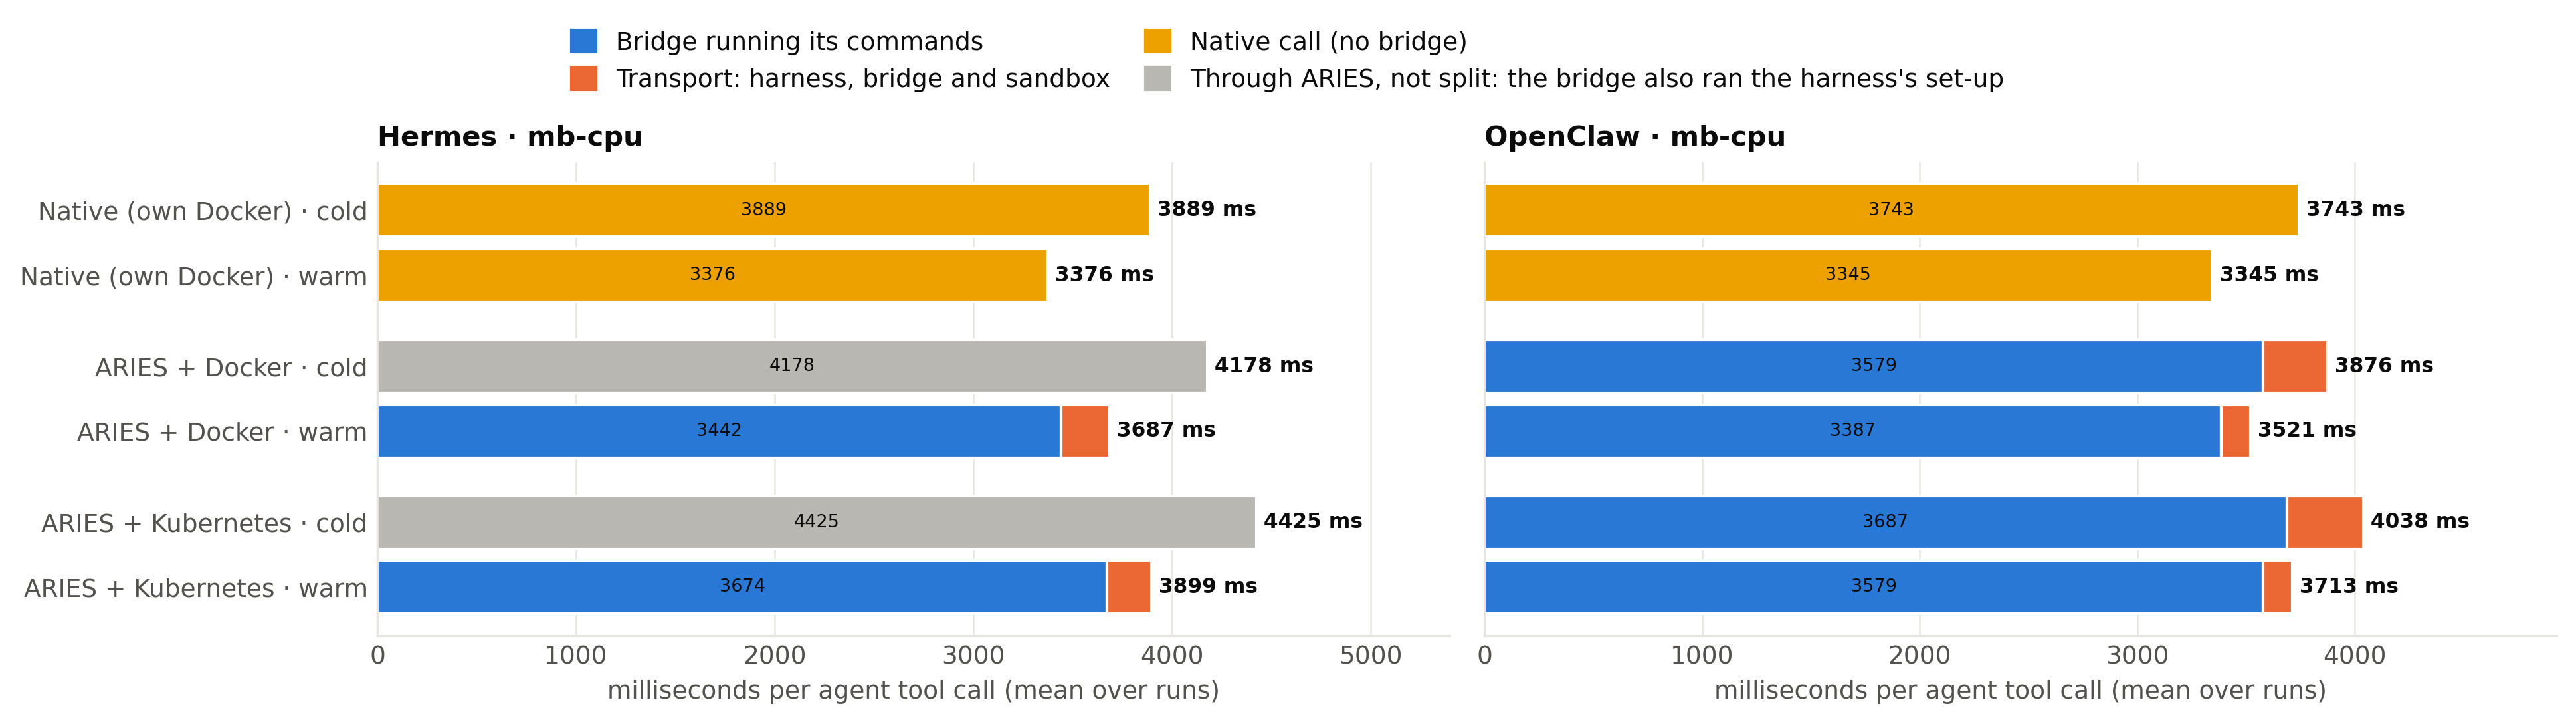 Bridge running its commands
Native call (no bridge)
Transport: harness, bridge and sandbox
Through ARIES, not split: the bridge also ran the harness's set-up
Hermes · mb-cpu
Native (own Docker) · cold
3889
3889 ms
Native (own Docker) · warm
3376
3376 ms
ARIES + Docker · cold
4178
4178 ms
ARIES + Docker · warm
3442
3687 ms
ARIES + Kubernetes · cold
4425
4425 ms
ARIES + Kubernetes · warm
3674
3899 ms
0 1000 2000 3000 4000 5000
milliseconds per agent tool call (mean over runs)
OpenClaw · mb-cpu
3743
3743 ms
3345
3345 ms
3579
3876 ms
3387
3521 ms
3687
4038 ms
3579
3713 ms
0 1000 2000 3000 4000
milliseconds per agent tool call (mean over runs)